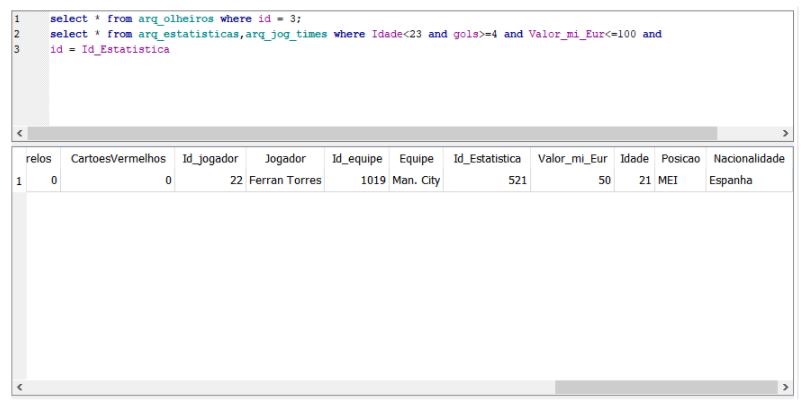 1 select * from arq_olheiros where id = 3;
2 select * from arq_estatisticas,arq_jog_times where Idade<23 and gols>=4 and Valor_mi_Eur<=100 and
3 id = Id_Estatistica
relos CartoesVermelhos Id_jogador Jogador Id_equipe Equipe Id_Estatistica Valor_mi_Eur Idade Posicao Nacionalidade
1 0 0 22 Ferran Torres 1019 Man. City 521 50 21 MEI Espanha